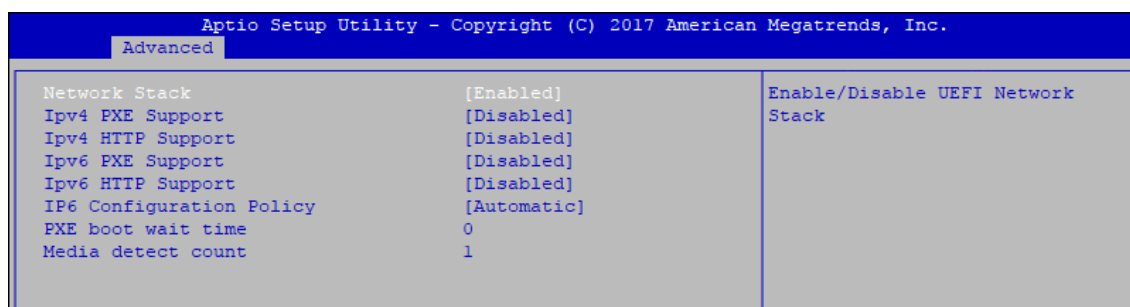 Aptio Setup Utility - Copyright (C) 2017 American Megatrends, Inc.
Advanced
Network Stack [Enabled]
Ipv4 PXE Support [Disabled]
Ipv4 HTTP Support [Disabled]
Ipv6 PXE Support [Disabled]
Ipv6 HTTP Support [Disabled]
IP6 Configuration Policy [Automatic]
PXE boot wait time 0
Media detect count 1
Enable/Disable UEFI Network
Stack